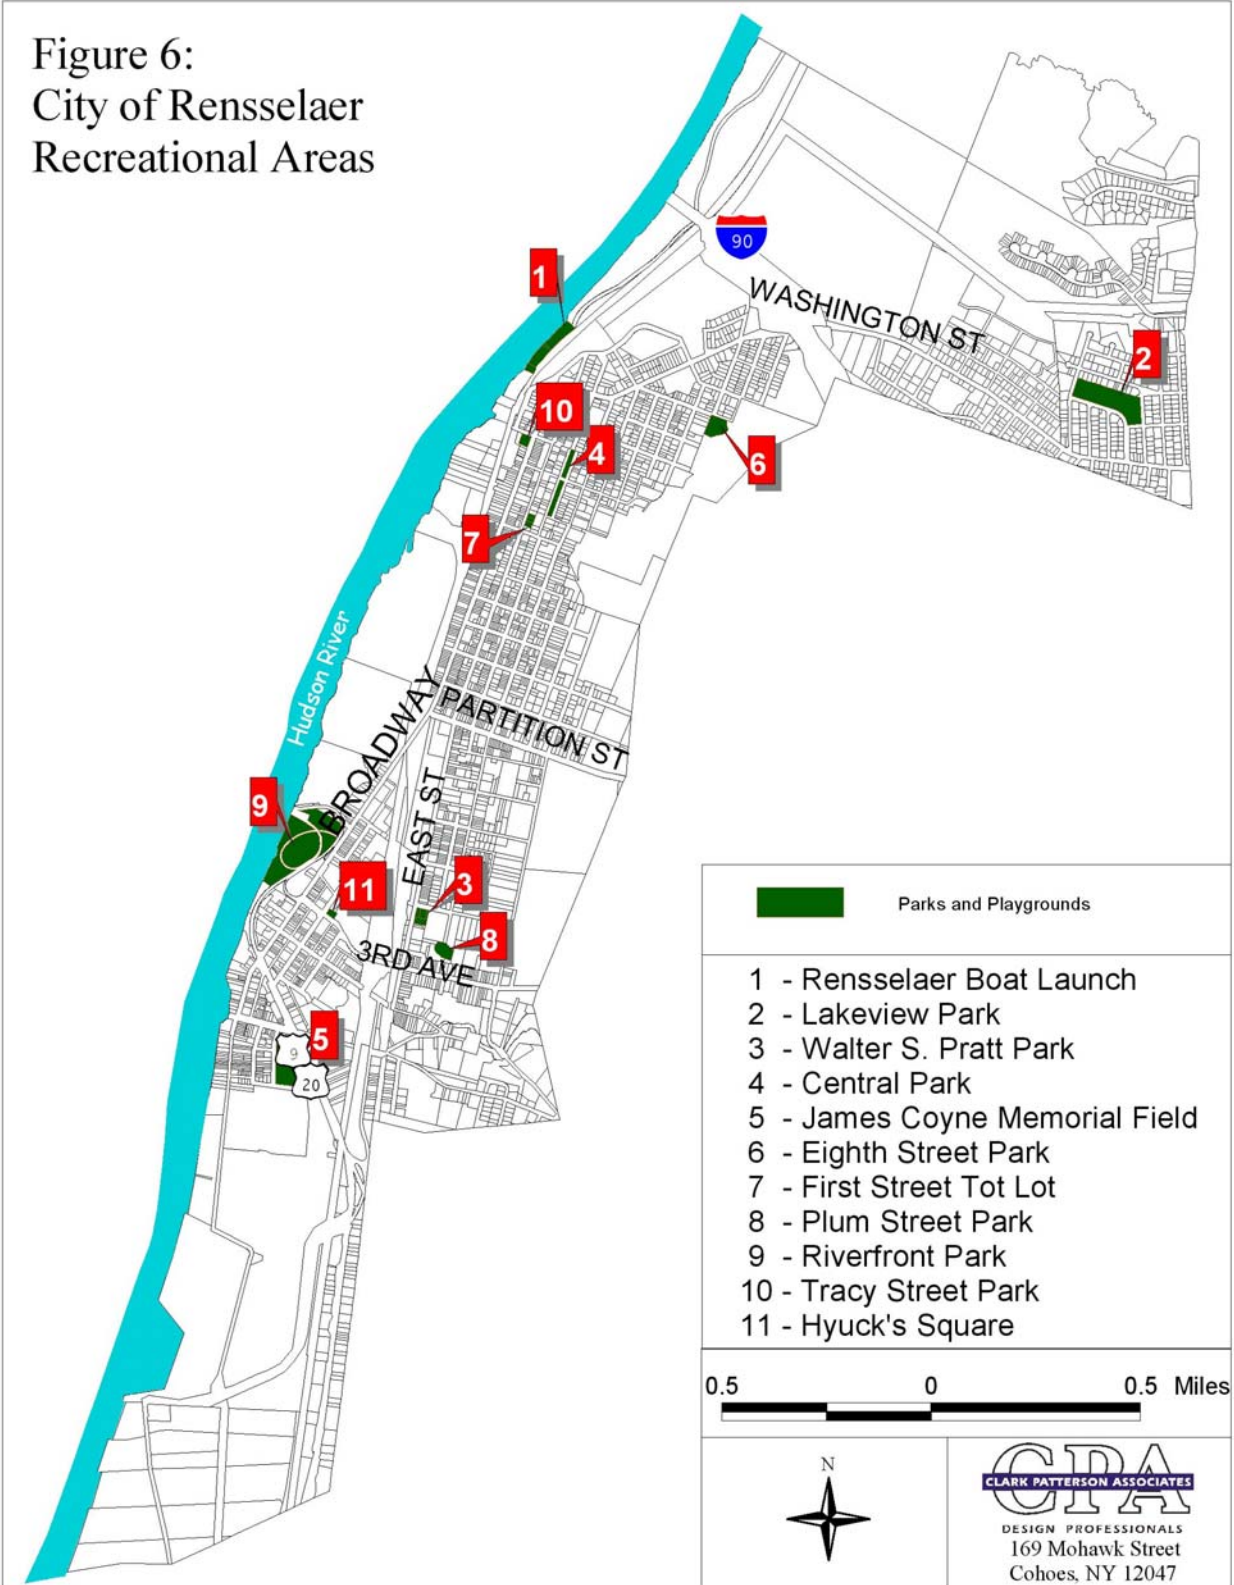 Figure 6:
City of Rensselaer
Recreational Areas
90
WASHINGTON ST
1
2
10
4
6
7
Hudson River
BROADWAY
PARTITION ST
EAST ST
9
11
3
8
3RD AVE
5
9
20
Parks and Playgrounds
1 - Rensselaer Boat Launch
2 - Lakeview Park
3 - Walter S. Pratt Park
4 - Central Park
5 - James Coyne Memorial Field
6 - Eighth Street Park
7 - First Street Tot Lot
8 - Plum Street Park
9 - Riverfront Park
10 - Tracy Street Park
11 - Hyuck's Square
0.5 0 0.5 Miles
N
CPA
CLARK PATTERSON ASSOCIATES
DESIGN PROFESSIONALS
169 Mohawk Street
Cohoes, NY 12047